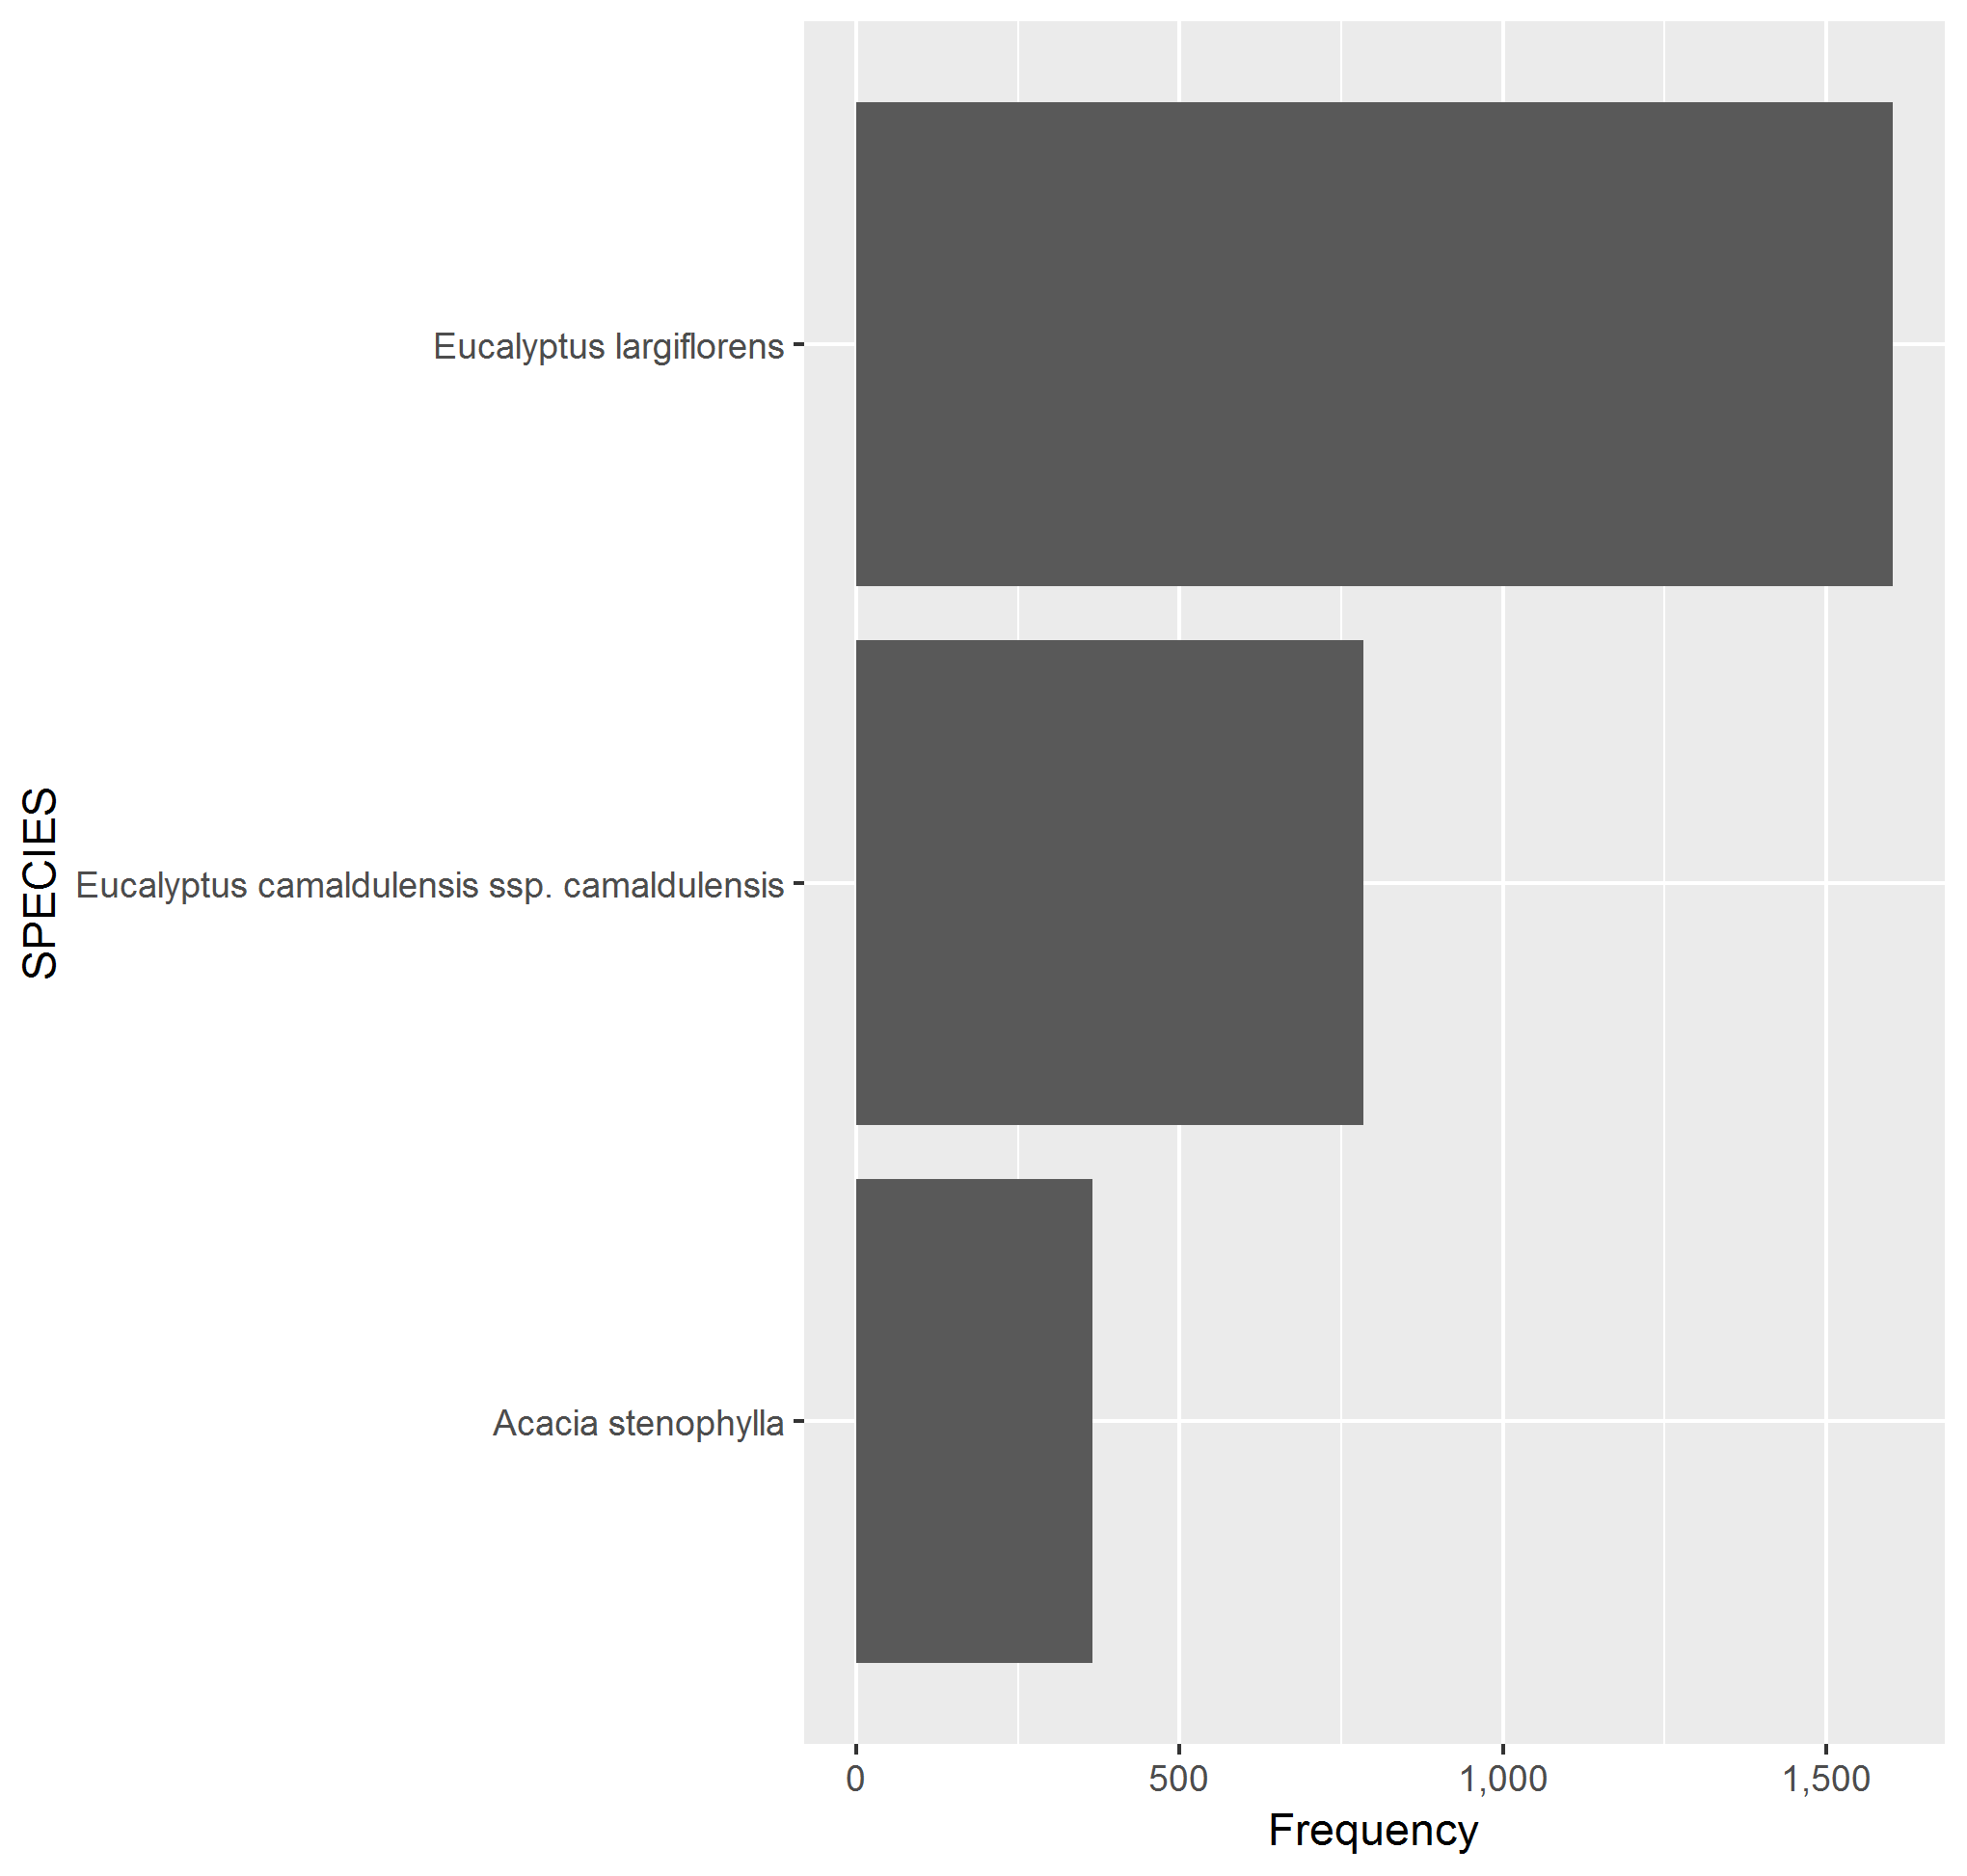 SPECIES
Eucalyptus largiflorens
Eucalyptus camaldulensis ssp. camaldulensis
Acacia stenophylla
0 500 1,000 1,500
Frequency